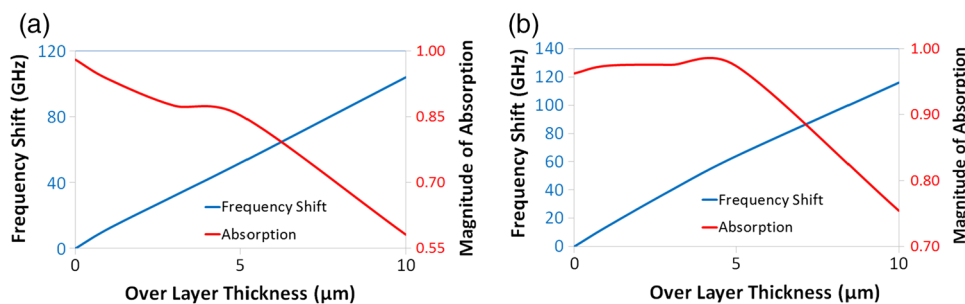 (a)
Frequency Shift (GHz)
120
80
40
0
Frequency Shift
Absorption
0
5
10
Over Layer Thickness (μm)
1.00
0.85
0.70
0.55
Magnitude of Absorption
(b)
Frequency Shift (GHz)
140
120
100
80
60
40
20
0
Frequency Shift
Absorption
0
5
10
Over Layer Thickness (μm)
1.00
0.90
0.80
0.70
Magnitude of Absorption